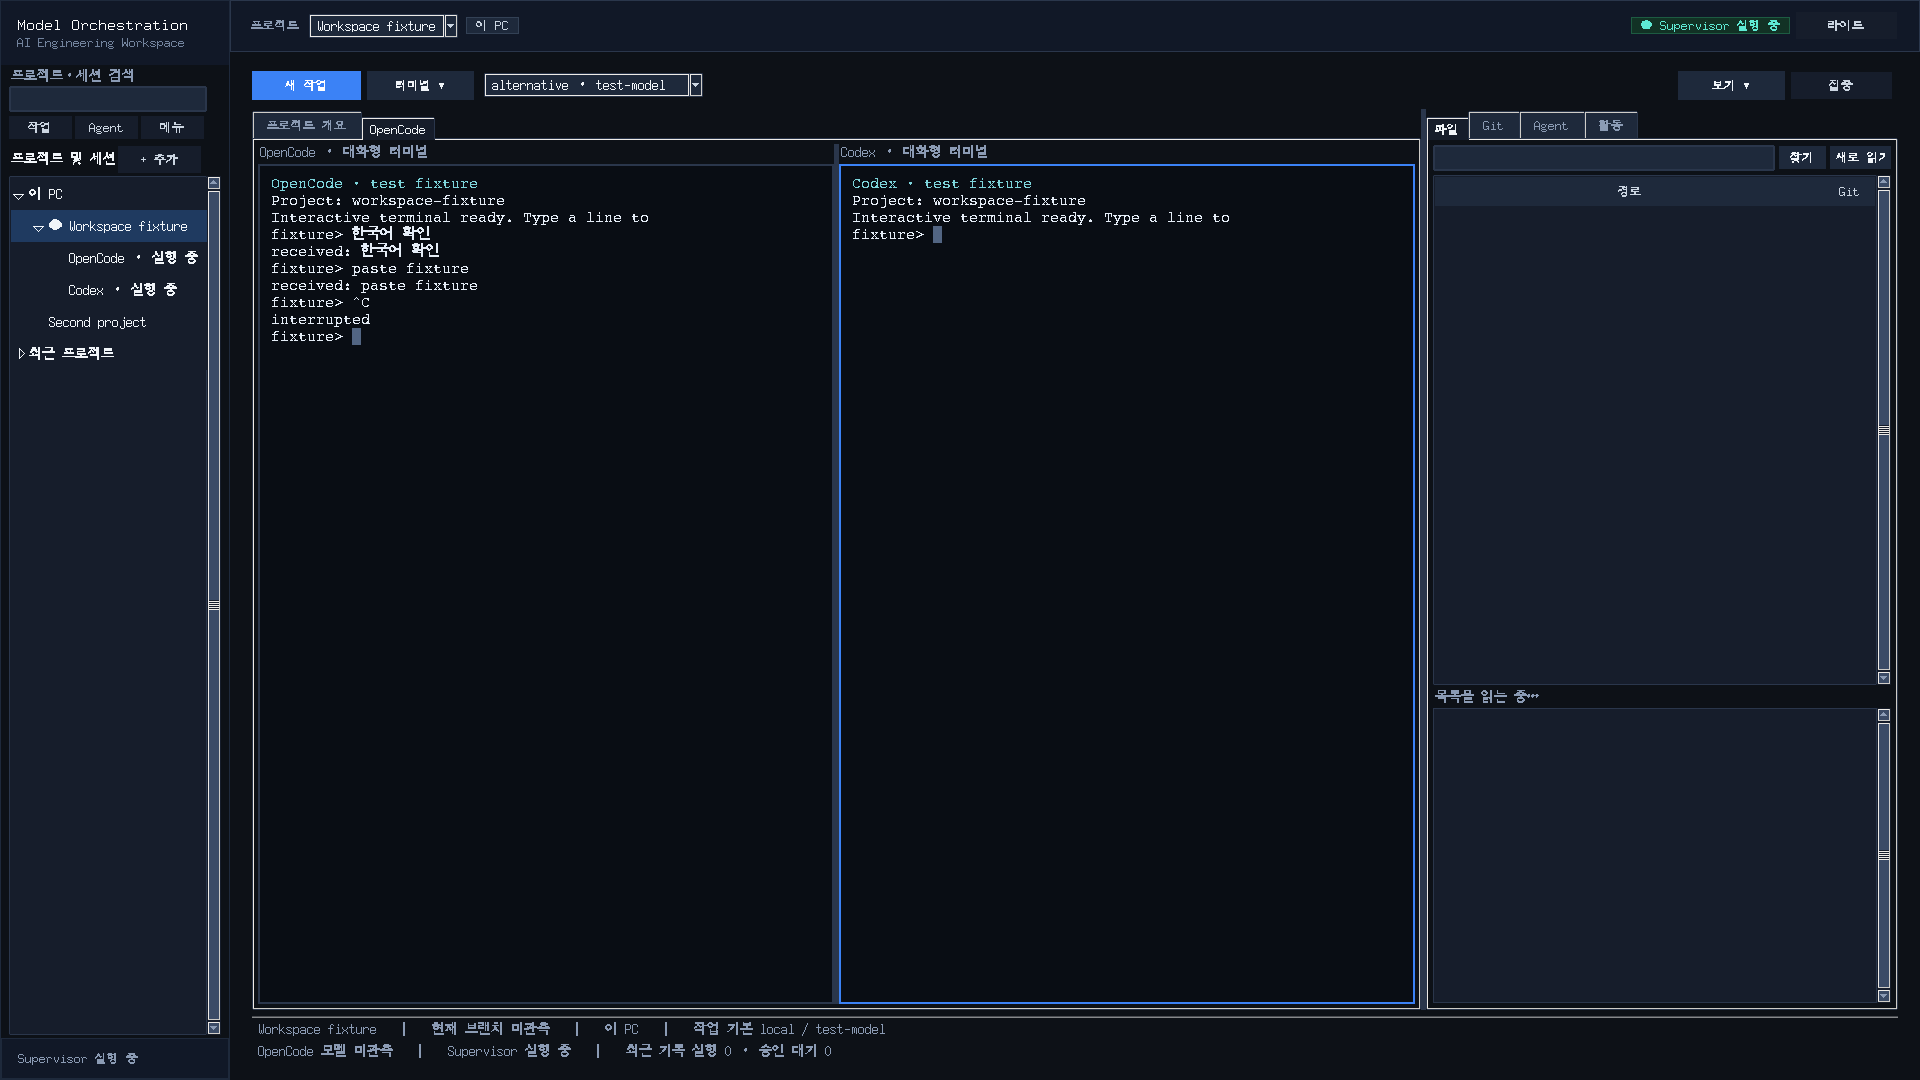 Model Orchestration
AI Engineering Workspace
프로젝트·세션 검색
작업 Agent 메뉴
프로젝트 및 세션 + 추가
이 PC
Workspace fixture
OpenCode · 실행 중
Codex · 실행 중
Second project
최근 프로젝트
Supervisor 실행 중
프로젝트 Workspace fixture 이 PC
Supervisor 실행 중 라이트
새 작업 터미널 ▾ alternative · test-model
보기 ▾ 집중
프로젝트 개요 OpenCode
OpenCode · 대화형 터미널
OpenCode · test fixture
Project: workspace-fixture
Interactive terminal ready. Type a line to
fixture> 한국어 확인
received: 한국어 확인
fixture> paste fixture
received: paste fixture
fixture> ^C
interrupted
fixture>
Codex · 대화형 터미널
Codex · test fixture
Project: workspace-fixture
Interactive terminal ready. Type a line to
fixture>
파일 Git Agent 활동
찾기 새로 읽기
경로 Git
목록을 읽는 중…
Workspace fixture | 현재 브랜치 미관측 | 이 PC | 작업 기본 local / test-model
OpenCode 모델 미관측 | Supervisor 실행 중 | 최근 기록 실행 0 · 승인 대기 0